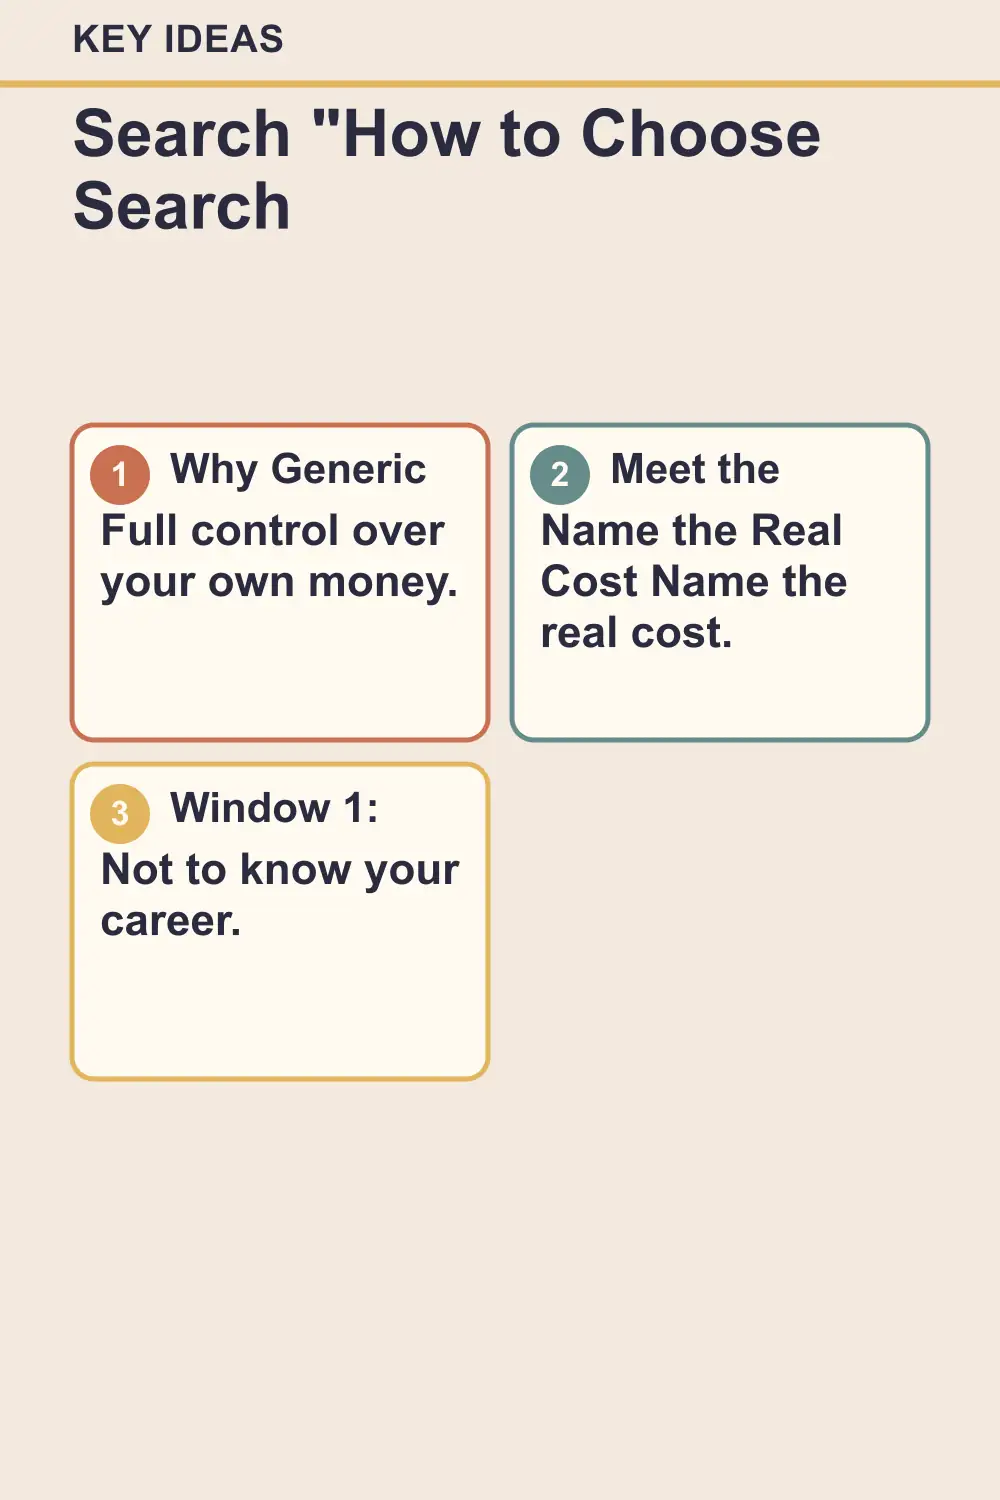 KEY IDEAS
Search "How to Choose
Search
1 Why Generic
Full control over
your own money.
2 Meet the
Name the Real
Cost Name the
real cost.
3 Window 1:
Not to know your
career.